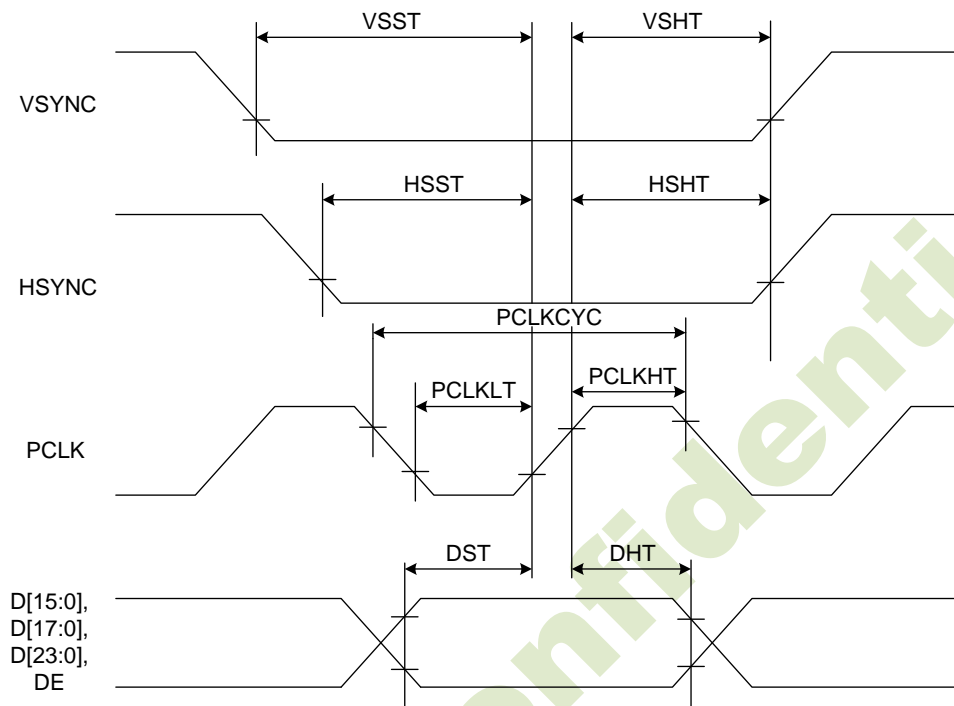 VSST
VSHT
VSYNC
HSST
HSHT
HSYNC
PCLKCYC
PCLKLT
PCLKHT
PCLK
DST
DHT
D[15:0],
D[17:0],
D[23:0],
DE
onfidenti